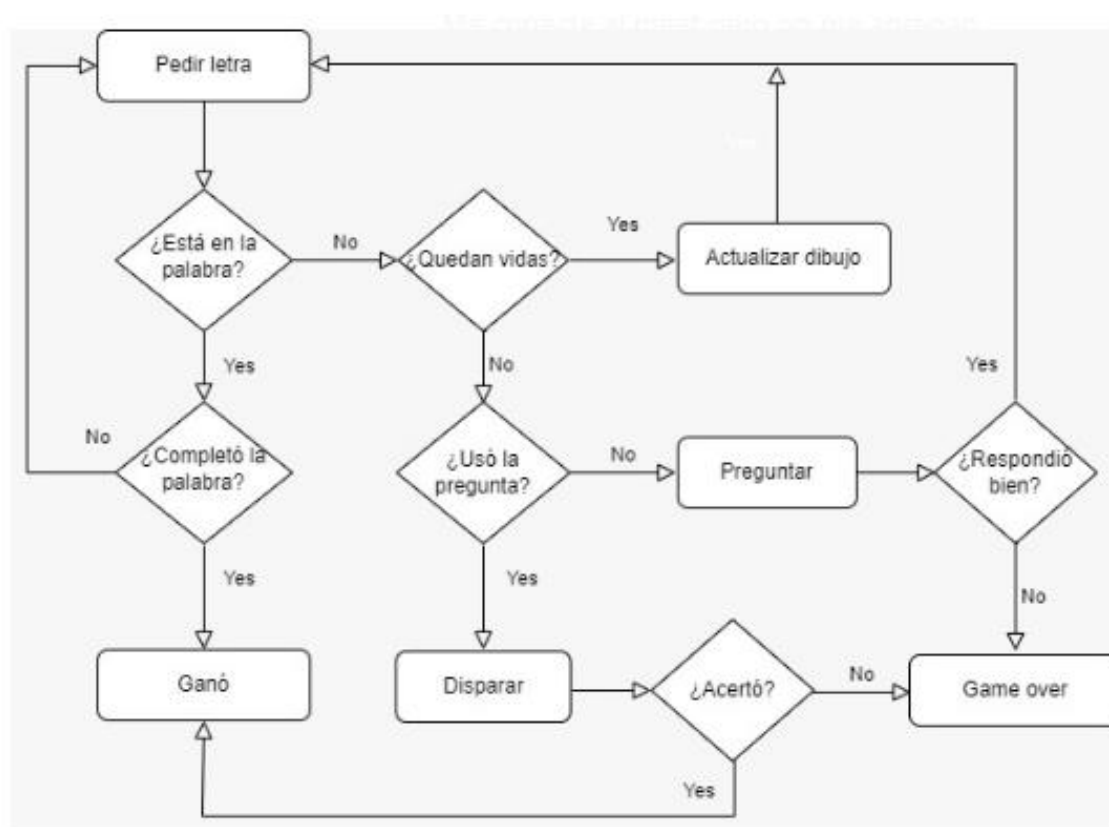 Pedir letra
¿Está en la
palabra?
No
¿Quedan vidas?
Yes
Actualizar dibujo
Yes
No
Yes
No
¿Completó la
palabra?
¿Usó la
pregunta?
No
Preguntar
¿Respondió
bien?
Yes
Yes
No
Ganó
Disparar
¿Acertó?
No
Game over
Yes